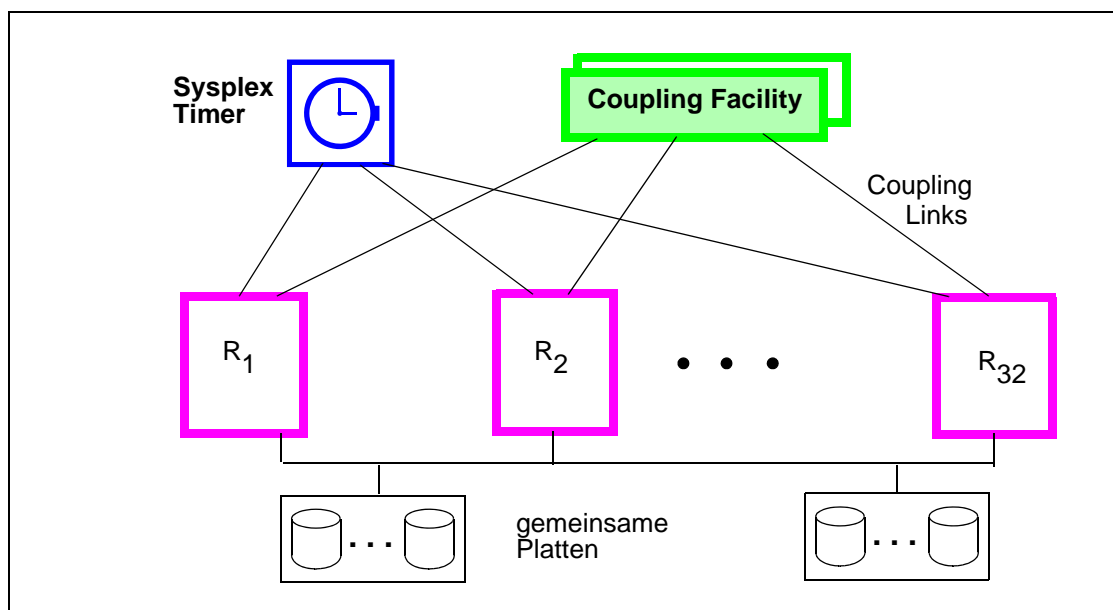 Sysplex
Timer
Coupling Facility
Coupling
Links
R1
R2
R32
gemeinsame
Platten